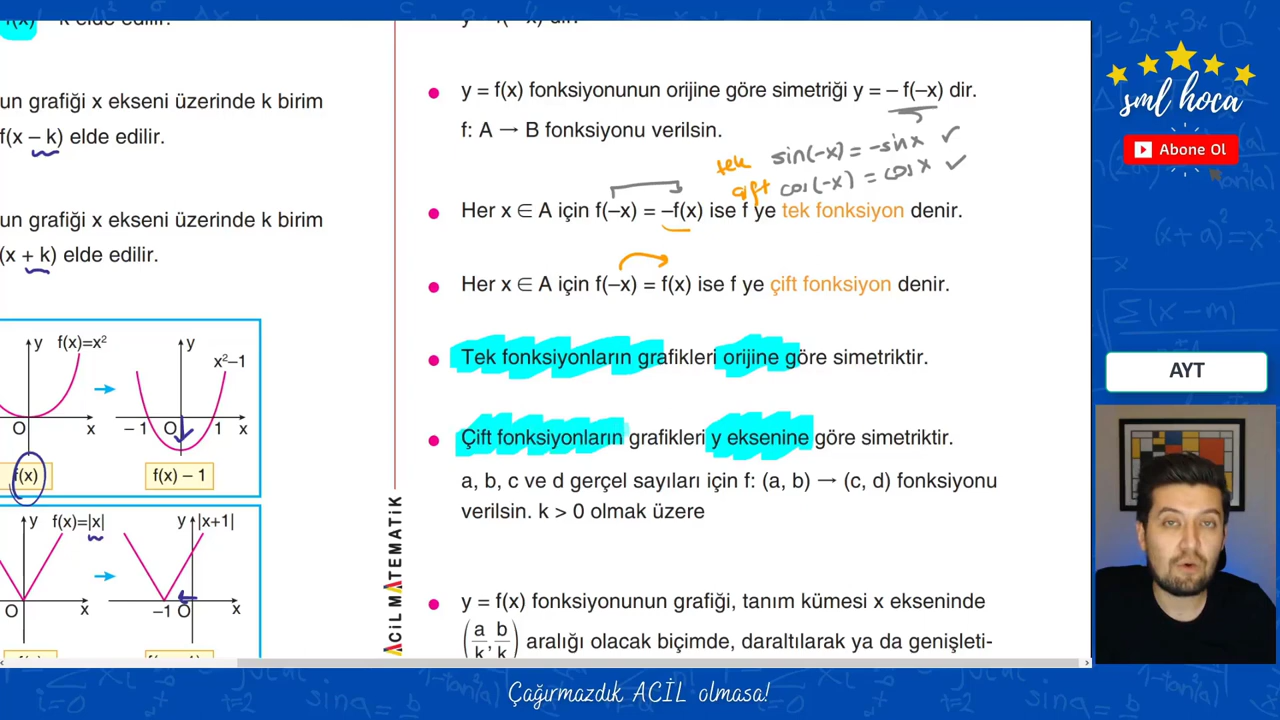 f(x) – k elde edilir.
un grafiği x ekseni üzerinde k birim
f(x – k) elde edilir.
un grafiği x ekseni üzerinde k birim
(x + k) elde edilir.
y f(x)=x²
O x
f(x)
y x²–1
– 1 O 1 x
f(x) – 1
y f(x)=|x|
O x
y |x+1|
–1 O x
ACİL MATEMATİK
y = f(x) fonksiyonunun orijine göre simetriği y = – f(–x) dir.
f: A → B fonksiyonu verilsin.
tek sin(-x) = -sinx ✓
çift cos(-x) = cosx ✓
Her x ∈ A için f(–x) = –f(x) ise f ye tek fonksiyon denir.
Her x ∈ A için f(–x) = f(x) ise f ye çift fonksiyon denir.
Tek fonksiyonların grafikleri orijine göre simetriktir.
Çift fonksiyonların grafikleri y eksenine göre simetriktir.
a, b, c ve d gerçel sayıları için f: (a, b) → (c, d) fonksiyonu
verilsin. k > 0 olmak üzere
y = f(x) fonksiyonunun grafiği, tanım kümesi x ekseninde
(a/k, b/k) aralığı olacak biçimde, daraltılarak ya da genişleti-
sml hoca
Abone Ol
AYT
Çağırmazdık ACİL olmasa!